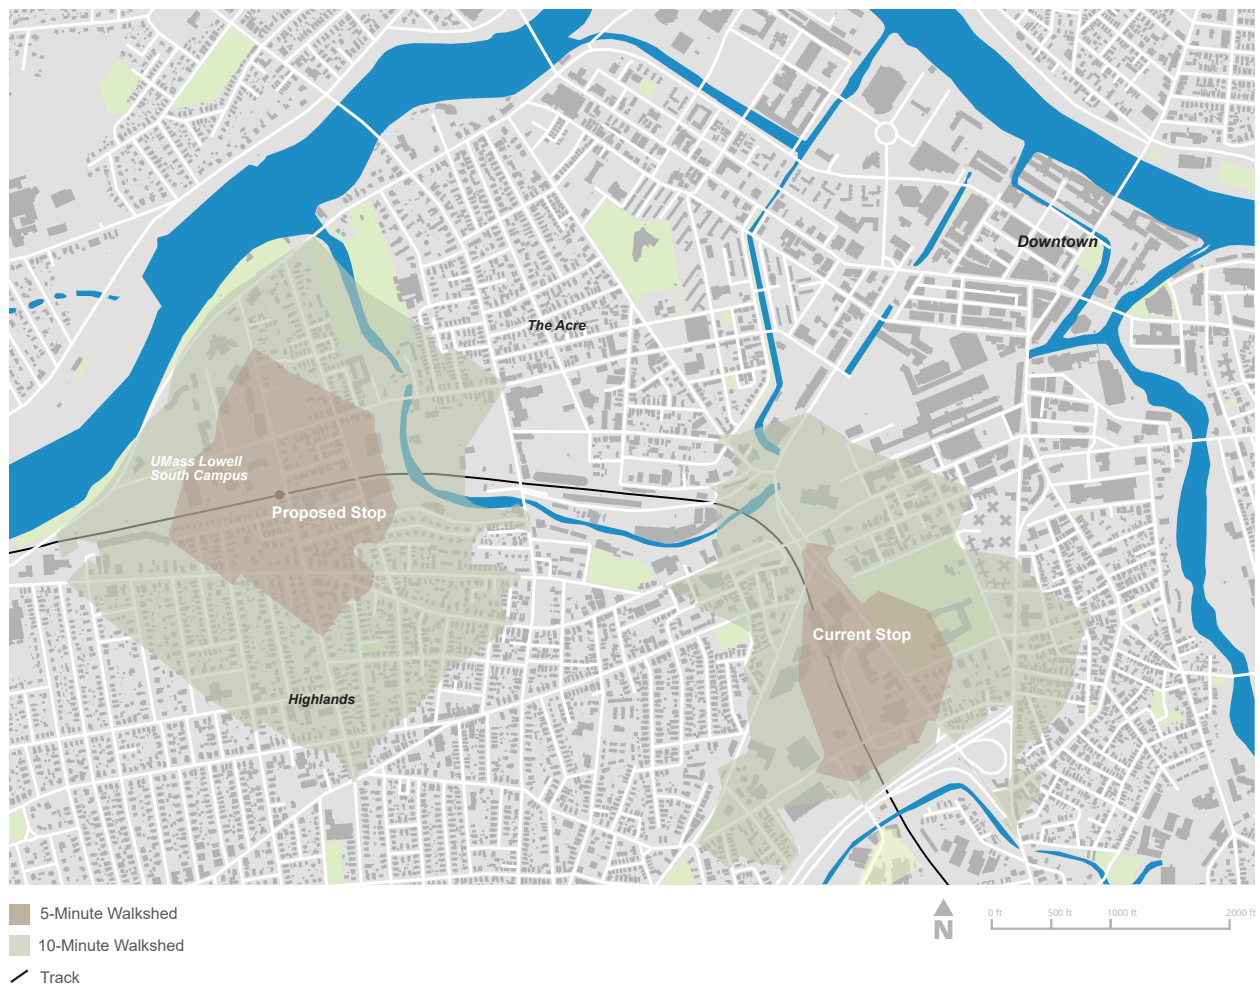 Downtown
The Acre
UMass Lowell
South Campus
Proposed Stop
Current Stop
Highlands
5-Minute Walkshed
10-Minute Walkshed
Track
N
0 ft 500 ft 1000 ft 2000 ft